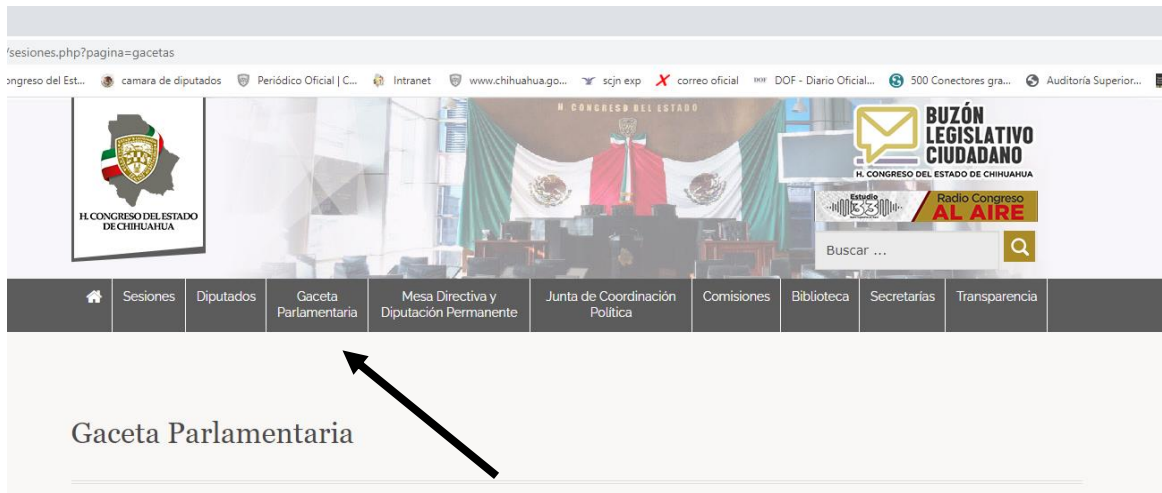 /sesiones.php?pagina=gacetas
ongreso del Est... camara de diputados Periódico Oficial | C... Intranet www.chihuahua.go... scjn exp correo oficial DOF DOF - Diario Oficial... 500 Conectores gra... Auditoría Superior...
H. CONGRESO DEL ESTADO
H. CONGRESO DEL ESTADO
DE CHIHUAHUA
BUZÓN
LEGISLATIVO
CIUDADANO
H. CONGRESO DEL ESTADO DE CHIHUAHUA
Estudio
33
Radio Congreso
AL AIRE
Buscar ...
Sesiones Diputados Gaceta Parlamentaria Mesa Directiva y Diputación Permanente Junta de Coordinación Política Comisiones Biblioteca Secretarías Transparencia
Gaceta Parlamentaria